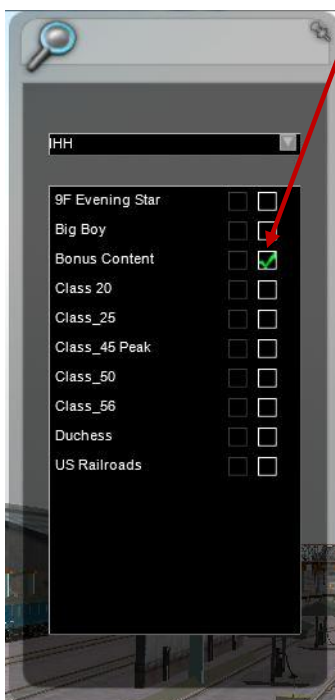 IHH
9F Evening Star
Big Boy
Bonus Content
Class 20
Class_25
Class_45 Peak
Class_50
Class_56
Duchess
US Railroads